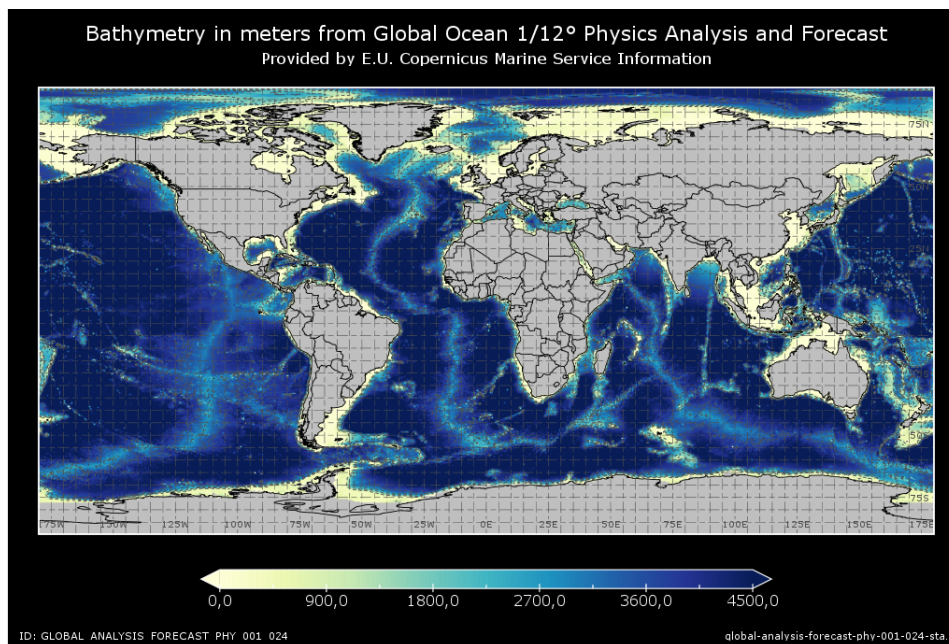 Bathymetry in meters from Global Ocean 1/12° Physics Analysis and Forecast
Provided by E.U. Copernicus Marine Service Information
75N
50N
25N
50S
75S
175W 150W 125W 100W 75W 50W 25W 0E 25E 50E 75E 100E 125E 150E 175E
0,0 900,0 1800,0 2700,0 3600,0 4500,0
ID: GLOBAL ANALYSIS FORECAST PHY 001 024
global-analysis-forecast-phy-001-024-sta